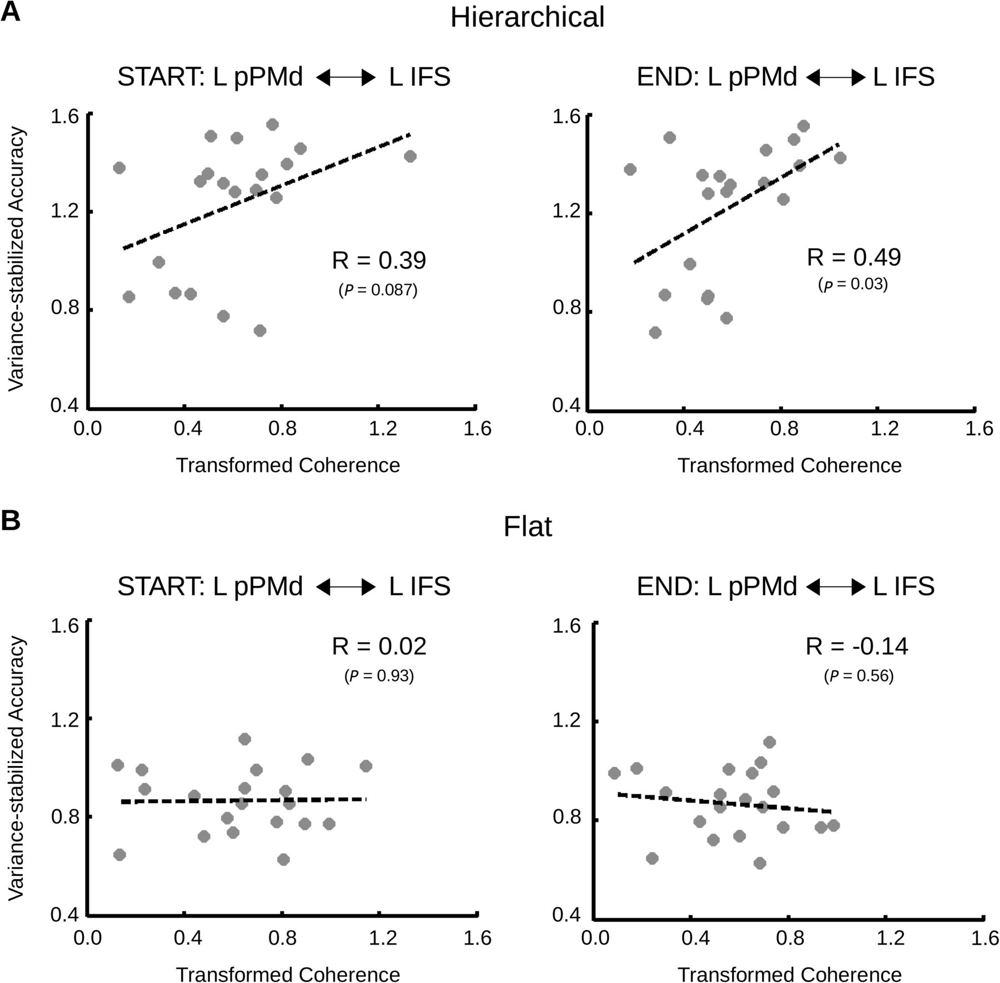 A
Hierarchical
START: L pPMd L IFS
END: L pPMd L IFS
Variance-stabilized Accuracy
1.6
1.2
0.8
0.4
R = 0.39
(P = 0.087)
0.0 0.4 0.8 1.2 1.6
Transformed Coherence
1.6
1.2
0.8
0.4
R = 0.49
(P = 0.03)
0.0 0.4 0.8 1.2 1.6
Transformed Coherence
B
Flat
START: L pPMd L IFS
END: L pPMd L IFS
Variance-stabilized Accuracy
1.6
1.2
0.8
0.4
R = 0.02
(P = 0.93)
0.0 0.4 0.8 1.2 1.6
Transformed Coherence
1.6
1.2
0.8
0.4
R = -0.14
(P = 0.56)
0.0 0.4 0.8 1.2 1.6
Transformed Coherence